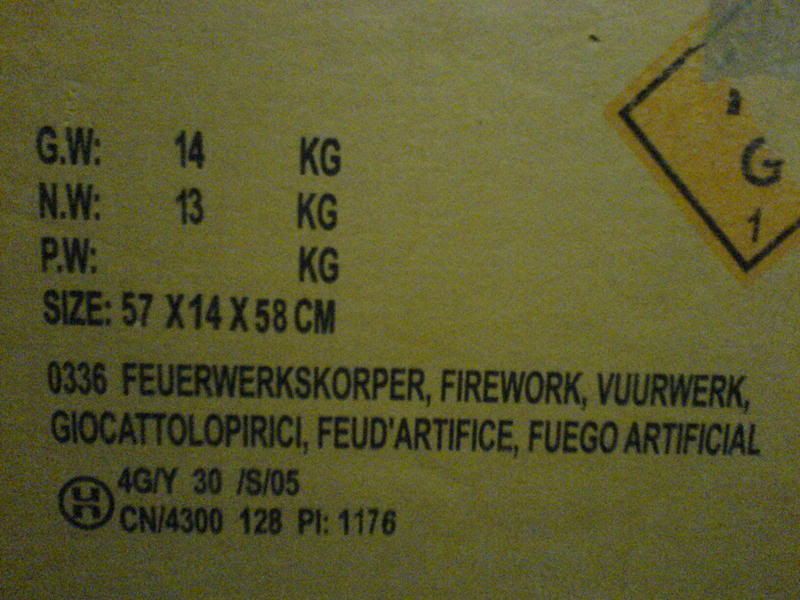 G.W: 14 KG
N.W: 13 KG
P.W: KG
SIZE: 57 X 14 X 58 CM
0336 FEUERWERKSKORPER, FIREWORK, VUURWERK,
GIOCATTOLOPIRICI, FEUD'ARTIFICE, FUEGO ARTIFICIAL
4G/Y 30 /S/05
CN/4300 128 PI: 1176
G
1